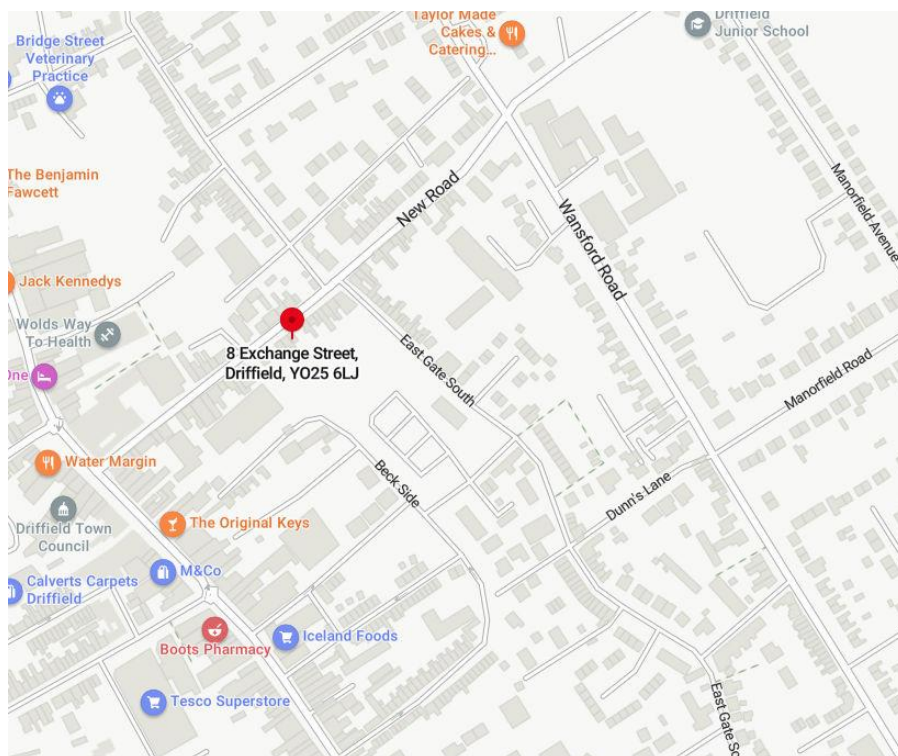 Taylor Made
Cakes &
Catering...
Driffield
Junior School
Bridge Street
Veterinary
Practice
The Benjamin
Fawcett
New Road
Wansford Road
Manorfield Avenue
Jack Kennedys
Wolds Way
To Health
8 Exchange Street,
Driffield, YO25 6LJ
East Gate South
One
Manorfield Road
Water Margin
Beck Side
Dunn's Lane
The Original Keys
Driffield Town
Council
M&Co
Calverts Carpets
Driffield
Iceland Foods
Boots Pharmacy
Tesco Superstore
East Gate So